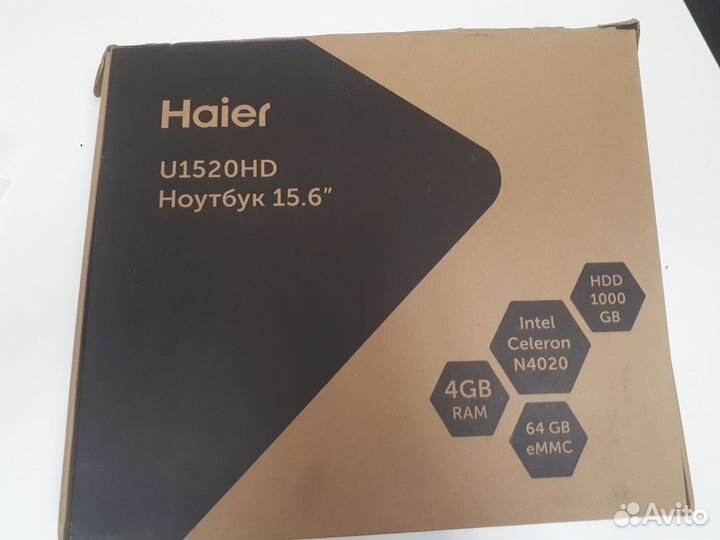 Haier
U1520HD
Ноутбук 15.6”
HDD
1000
GB
Intel
Celeron
N4020
4GB
RAM
64 GB
eMMC
Avito